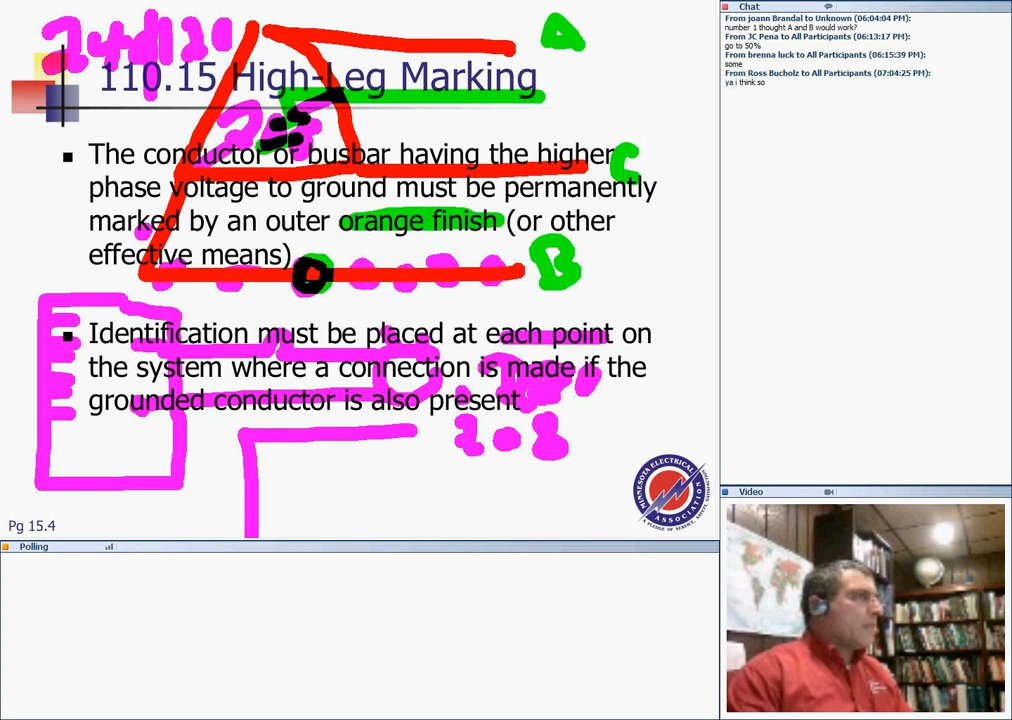 110.15 High-Leg Marking
The conductor or busbar having the higher
phase voltage to ground must be permanently
marked by an outer orange finish (or other
effective means)
Identification must be placed at each point on
the system where a connection is made if the
grounded conductor is also present
A
C
B
208
MINNESOTA ELECTRICAL
ASSOCIATION
Pg 15.4
Polling
Chat
From joann Brandal to Unknown (06:04:04 PM):
number 1 thought A and B would work?
From JC Pena to All Participants (06:13:17 PM):
go to 50%
From brenna luck to All Participants (06:15:39 PM):
some
From Ross Bucholz to All Participants (07:04:25 PM):
ya i think so
Video